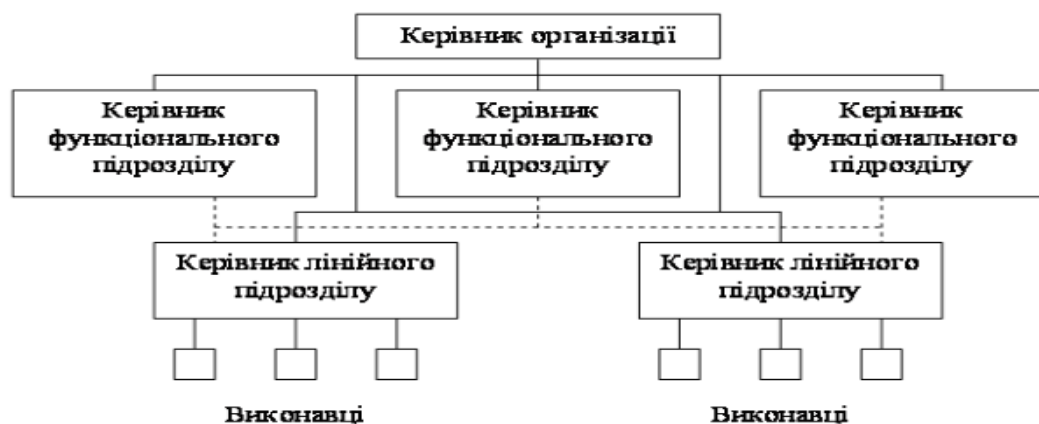 Керівник організації
Керівник
функціонального
підрозділу
Керівник
функціонального
підрозділу
Керівник
функціонального
підрозділу
Керівник лінійного
підрозділу
Керівник лінійного
підрозділу
Виконавці
Виконавці